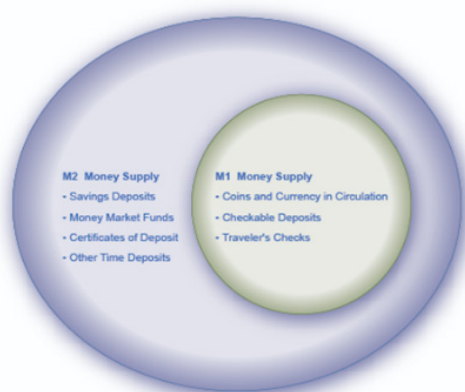 M2 Money Supply
• Savings Deposits
• Money Market Funds
• Certificates of Deposit
• Other Time Deposits
M1 Money Supply
• Coins and Currency in Circulation
• Checkable Deposits
• Traveler's Checks